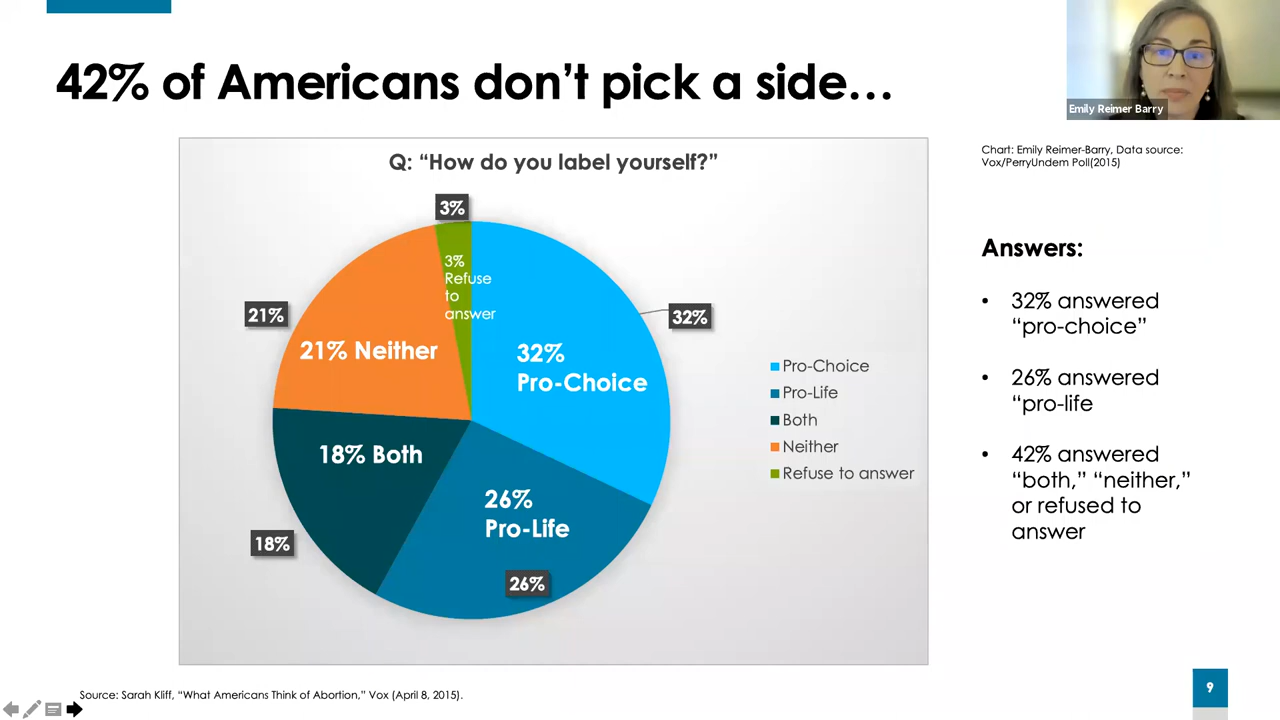 42% of Americans don't pick a side…
Emily Reimer Barry
Q: “How do you label yourself?”
3%
3%
Refuse
to
answer
21%
21% Neither
32%
32%
Pro-Choice
18% Both
18%
26%
Pro-Life
26%
Pro-Choice
Pro-Life
Both
Neither
Refuse to answer
Chart: Emily Reimer-Barry, Data source:
Vox/PerryUndem Poll(2015)
Answers:
• 32% answered
“pro-choice”
• 26% answered
“pro-life
• 42% answered
“both,” “neither,”
or refused to
answer
Source: Sarah Kliff, “What Americans Think of Abortion,” Vox (April 8, 2015).
9